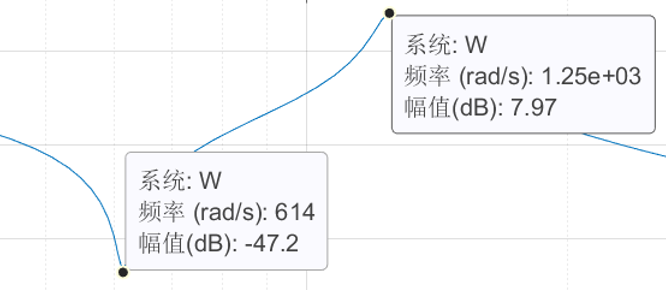 系统: W
频率 (rad/s): 1.25e+03
幅值(dB): 7.97
系统: W
频率 (rad/s): 614
幅值(dB): -47.2